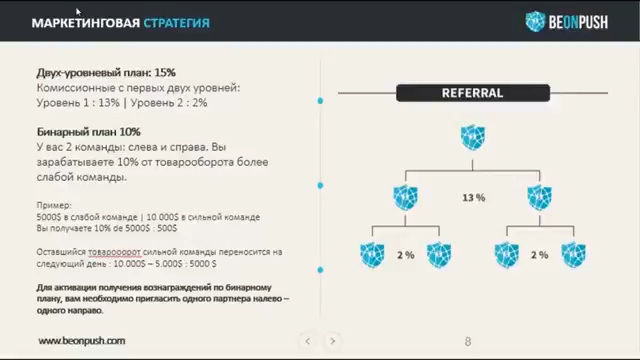 МАРКЕТИНГОВАЯ СТРАТЕГИЯ
BEONPUSH
Двух-уровневый план: 15%
Комиссионные с первых двух уровней:
Уровень 1 : 13% | Уровень 2 : 2%
Бинарный план 10%
У вас 2 команды: слева и справа. Вы
зарабатываете 10% от товарооборота более
слабой команды.
Пример:
5000$ в слабой команде | 10.000$ в сильной команде
Вы получаете 10% de 5000$ : 500$
Оставшийся товароооорот сильной команды переносится на
следующий день : 10.000$ – 5.000$ : 5000 $
Для активации получения вознаграждений по бинарному
плану, вам необходимо пригласить одного партнера налево –
одного направо.
REFERRAL
13 %
2 %
2 %
www.beonpush.com
8